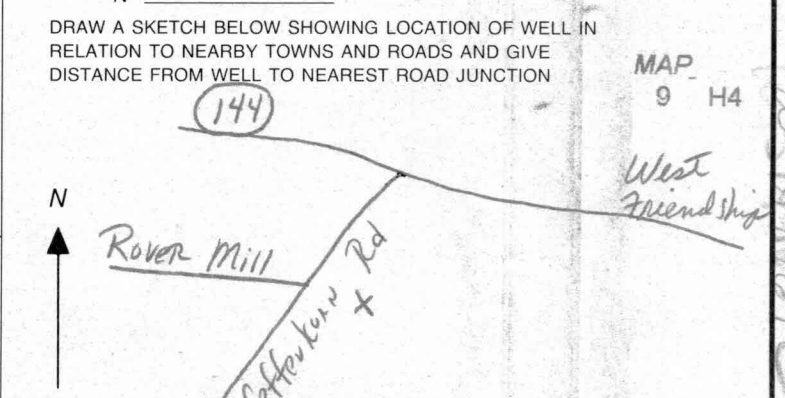 DRAW A SKETCH BELOW SHOWING LOCATION OF WELL IN
RELATION TO NEARBY TOWNS AND ROADS AND GIVE
DISTANCE FROM WELL TO NEAREST ROAD JUNCTION
MAP
9 H4
144
West
Friendship
N
Rover Mill
Rd
X